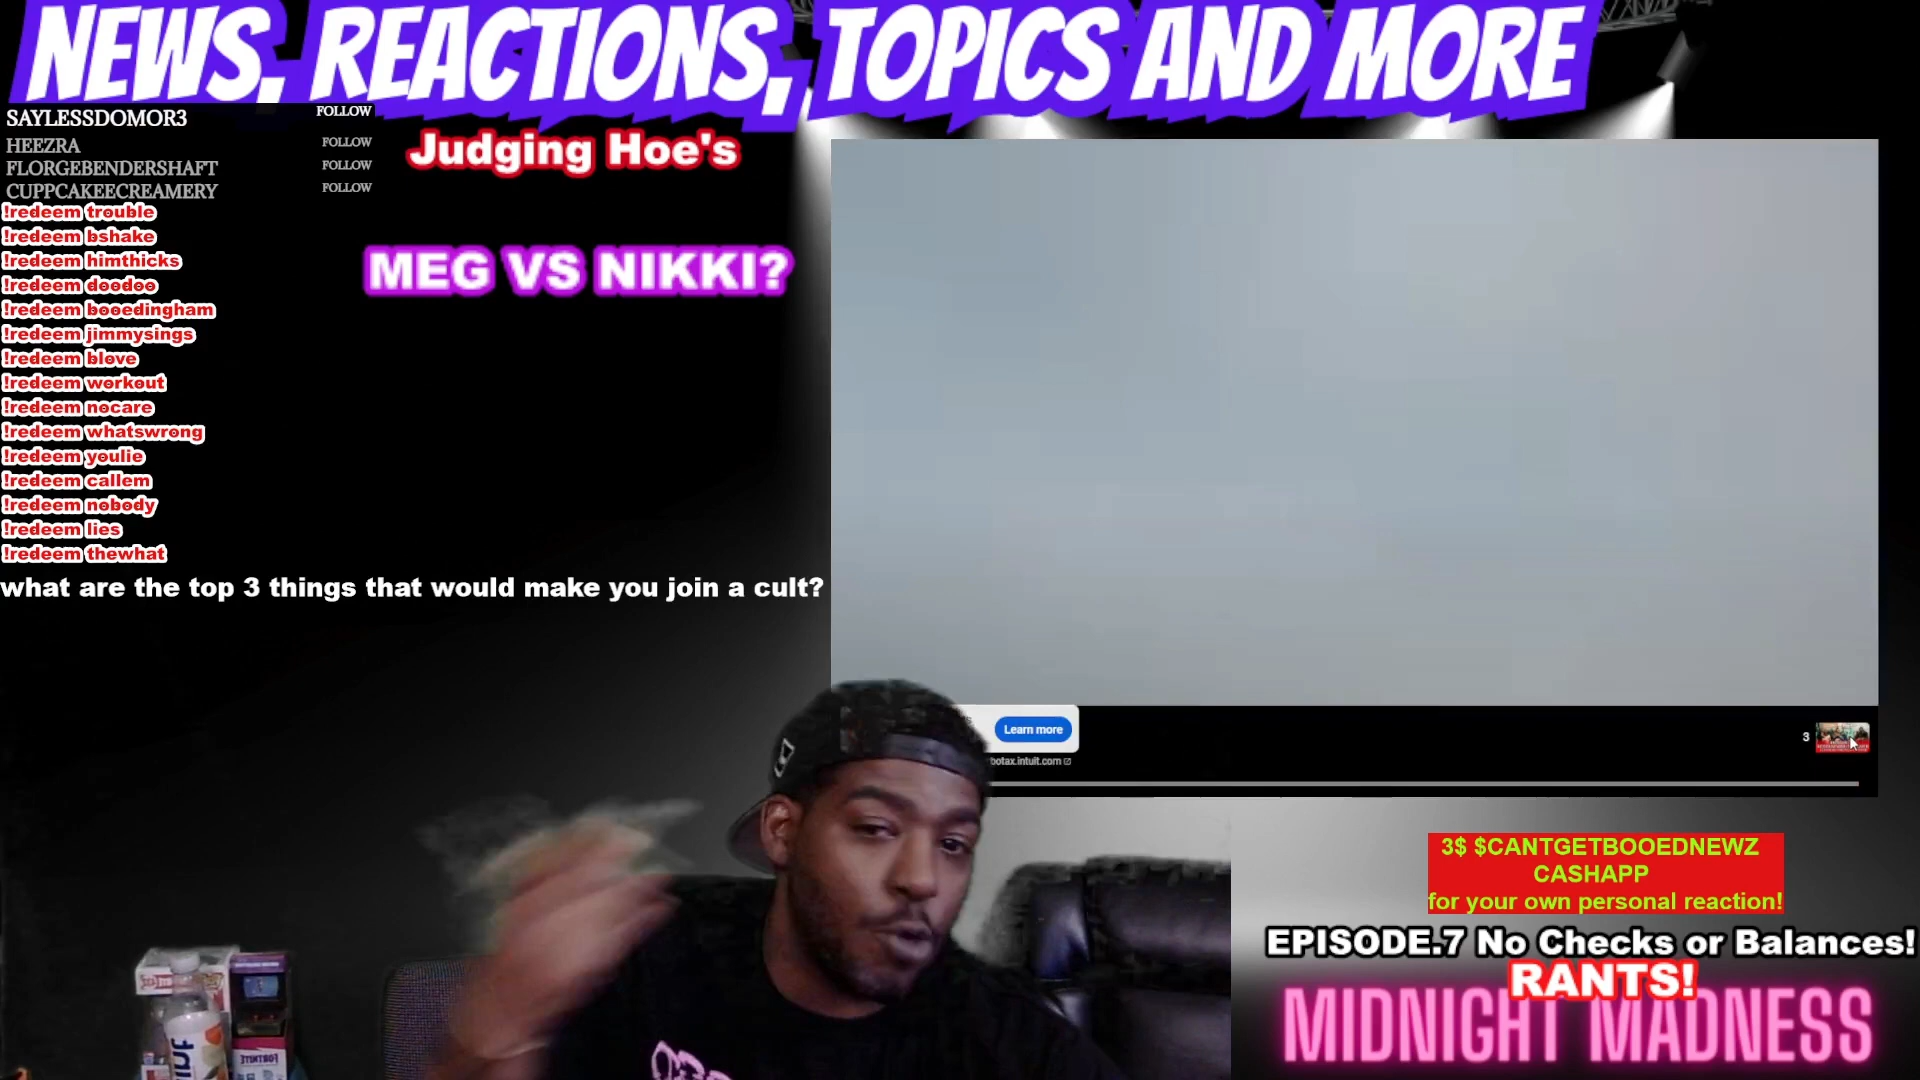 NEWS, REACTIONS, TOPICS AND MORE
SAYLESSDOMOR3 FOLLOW
HEEZRA FOLLOW
FLORGEBENDERSHAFT FOLLOW
CUPPCAKEECREAMERY FOLLOW
Judging Hoe's
MEG VS NIKKI?
!redeem trouble
!redeem bshake
!redeem himthicks
!redeem doodoo
!redeem booedingham
!redeem jimmysings
!redeem blove
!redeem workout
!redeem nocare
!redeem whatswrong
!redeem youlie
!redeem callem
!redeem nobody
!redeem lies
!redeem thewhat
what are the top 3 things that would make you join a cult?
Learn more
botax.intuit.com
3
3$ $CANTGETBOOEDNEWZ
CASHAPP
for your own personal reaction!
EPISODE.7 No Checks or Balances!
RANTS!
MIDNIGHT MADNESS
FORTNITE